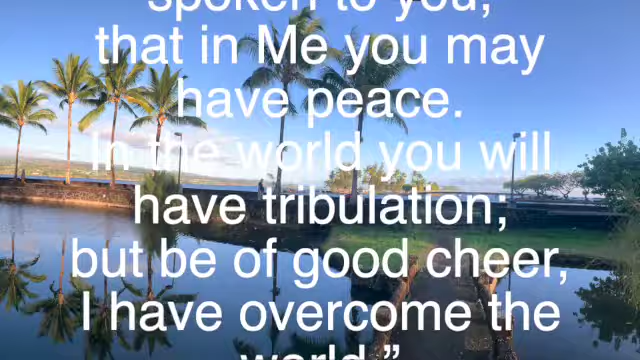 spoken to you,
that in Me you may
have peace.
In the world you will
have tribulation;
but be of good cheer,
I have overcome the
world.”